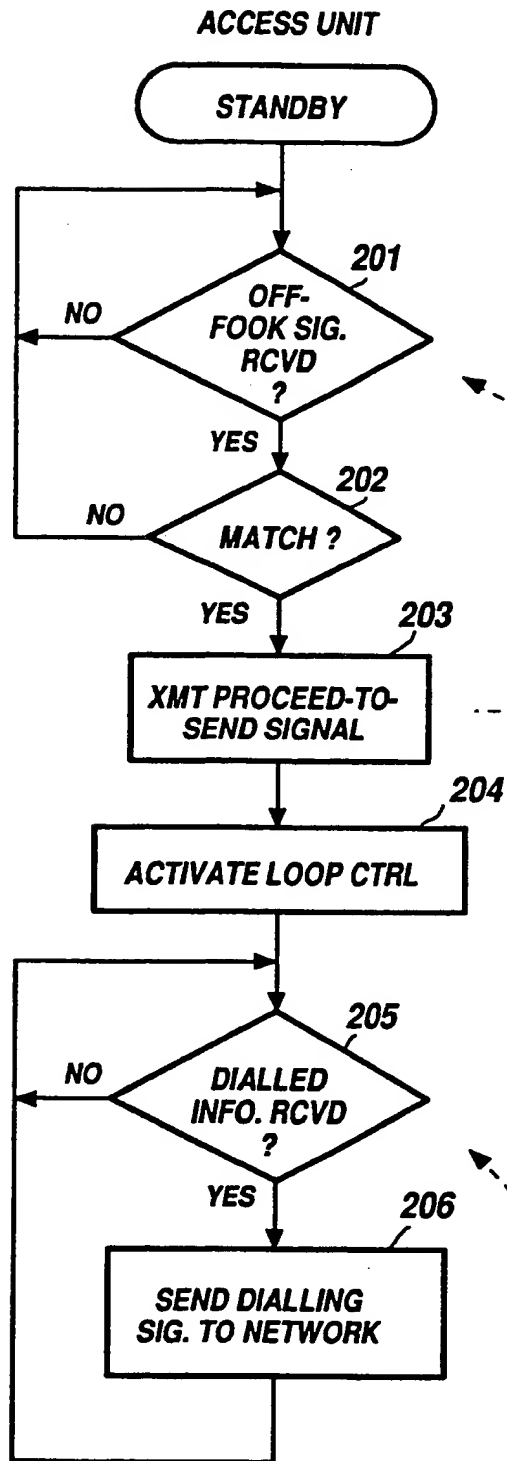 ACCESS UNIT
STANDBY
201
OFF-
FOOK SIG.
RCVD
?
NO
YES
202
MATCH ?
NO
YES
203
XMT PROCEED-TO-
SEND SIGNAL
204
ACTIVATE LOOP CTRL
205
DIALLED
INFO. RCVD
?
NO
YES
206
SEND DIALLING
SIG. TO NETWORK